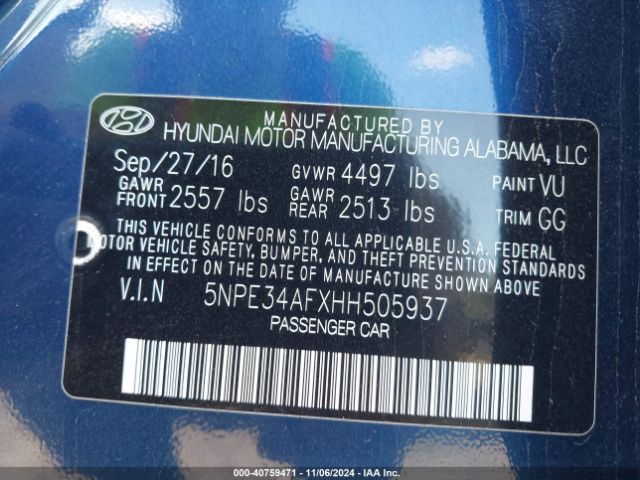 MANUFACTURED BY
HYUNDAI MOTOR MANUFACTURING ALABAMA, LLC
Sep/27/16 GVWR 4497 lbs PAINT VU
GAWR FRONT 2557 lbs GAWR REAR 2513 lbs TRIM GG
THIS VEHICLE CONFORMS TO ALL APPLICABLE U.S.A. FEDERAL
MOTOR VEHICLE SAFETY, BUMPER, AND THEFT PREVENTION STANDARDS
IN EFFECT ON THE DATE OF MANUFACTURE SHOWN ABOVE
V.I.N 5NPE34AFXHH505937
PASSENGER CAR
000-40759471 - 11/06/2024 - IAA Inc.